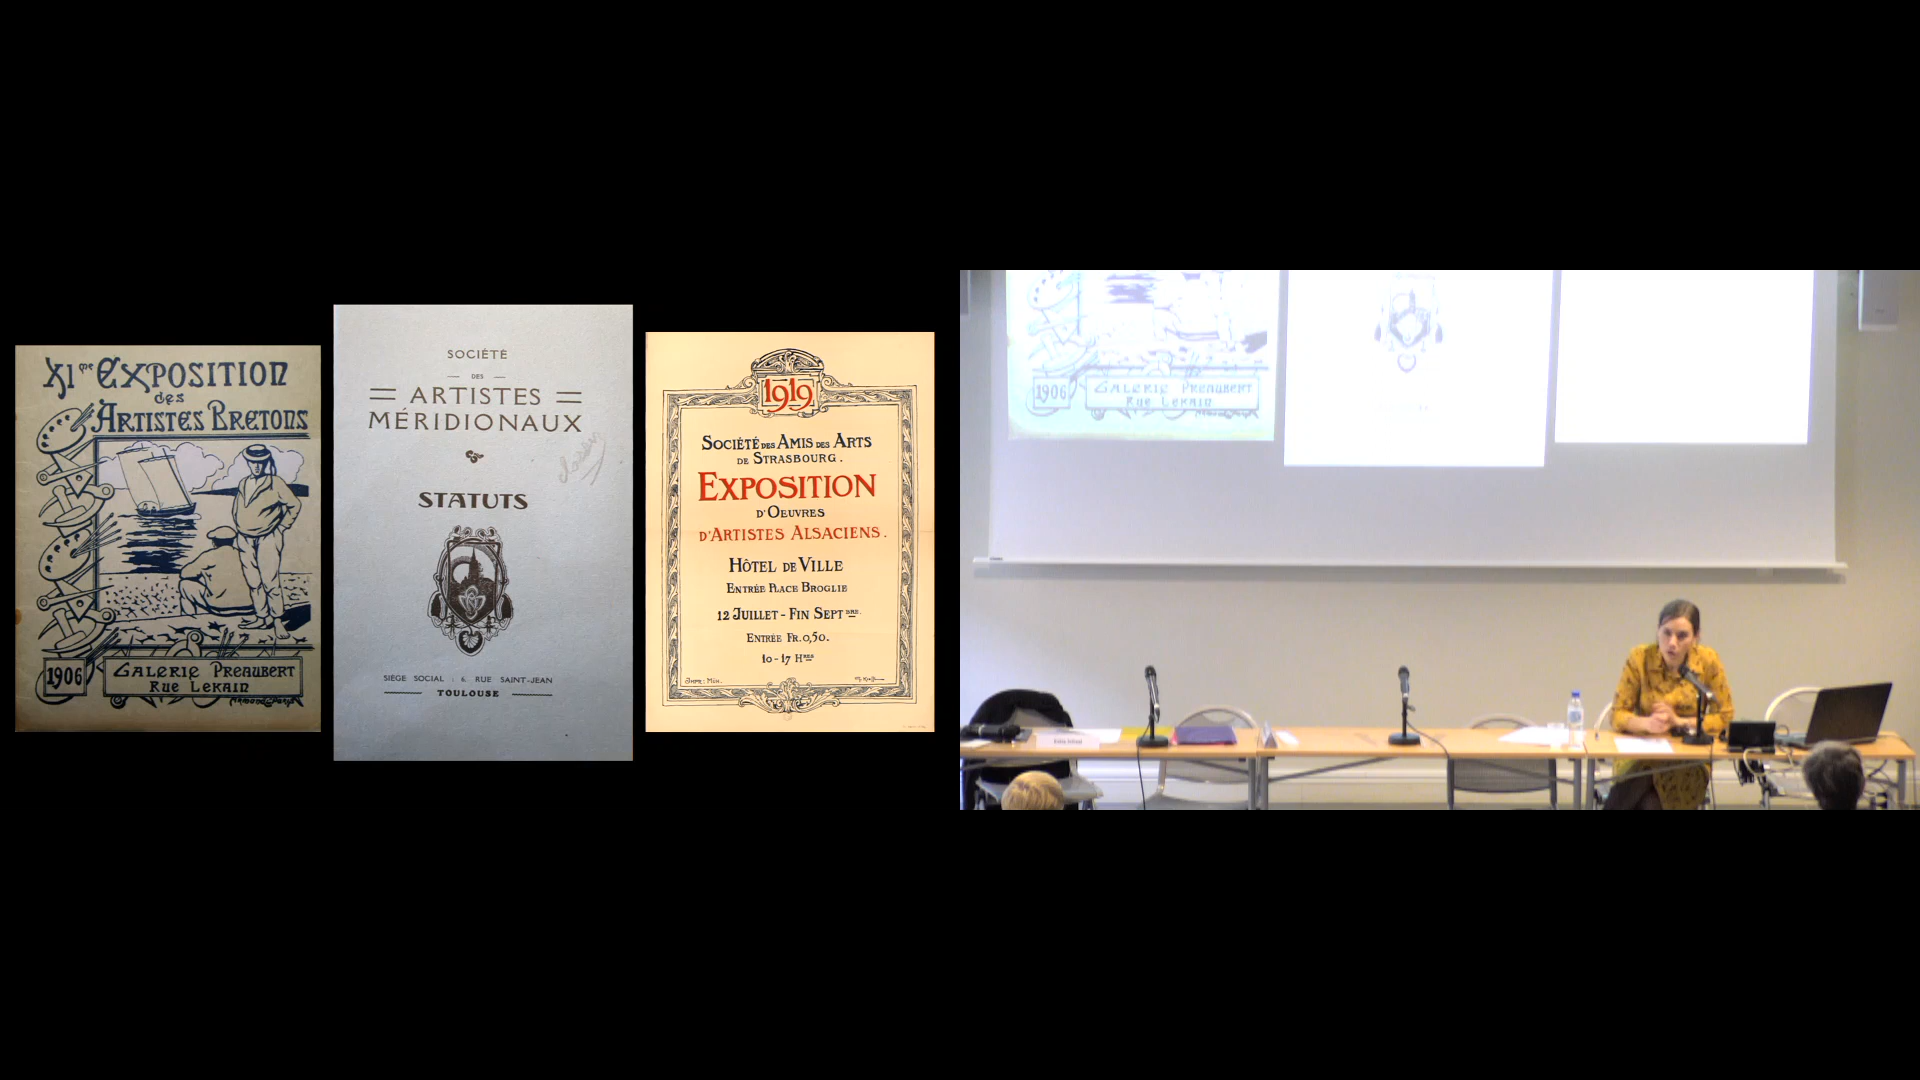 XIme EXPOSITION
des
ARTISTES BRETONS
1906
GALERIE PREAUBERT
RUE LEKAIN
SOCIÉTÉ
DES
ARTISTES
MÉRIDIONAUX
STATUTS
SIÈGE SOCIAL : 6, RUE SAINT-JEAN
TOULOUSE
1919
SOCIÉTÉ DES AMIS DES ARTS
DE STRASBOURG.
EXPOSITION
D'OEUVRES
D'ARTISTES ALSACIENS.
HÔTEL DE VILLE
ENTRÉE PLACE BROGLIE
12 JUILLET - FIN SEPTBRE.
ENTRÉE FR. 0,50.
10-17 HRES
1906
GALERIE PREAUBERT
RUE LEKAIN